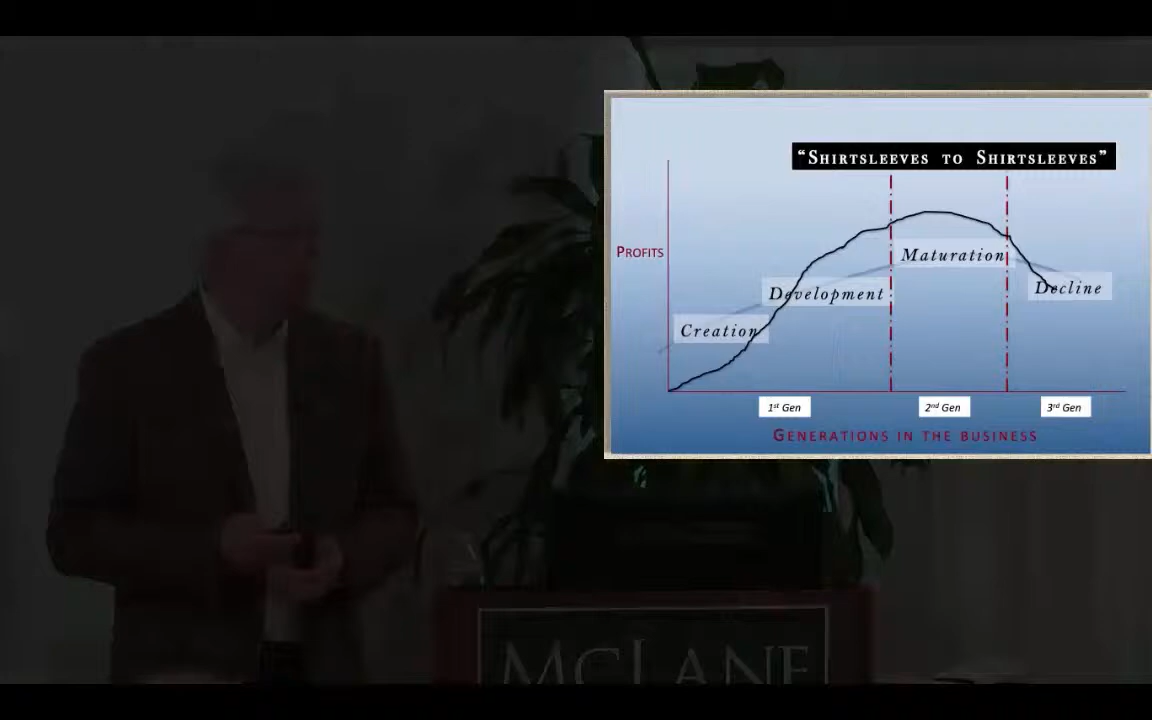 “Shirtsleeves to Shirtsleeves”
Profits
Maturation
Decline
Development
Creation
1st Gen
2nd Gen
3rd Gen
Generations in the business
McLane